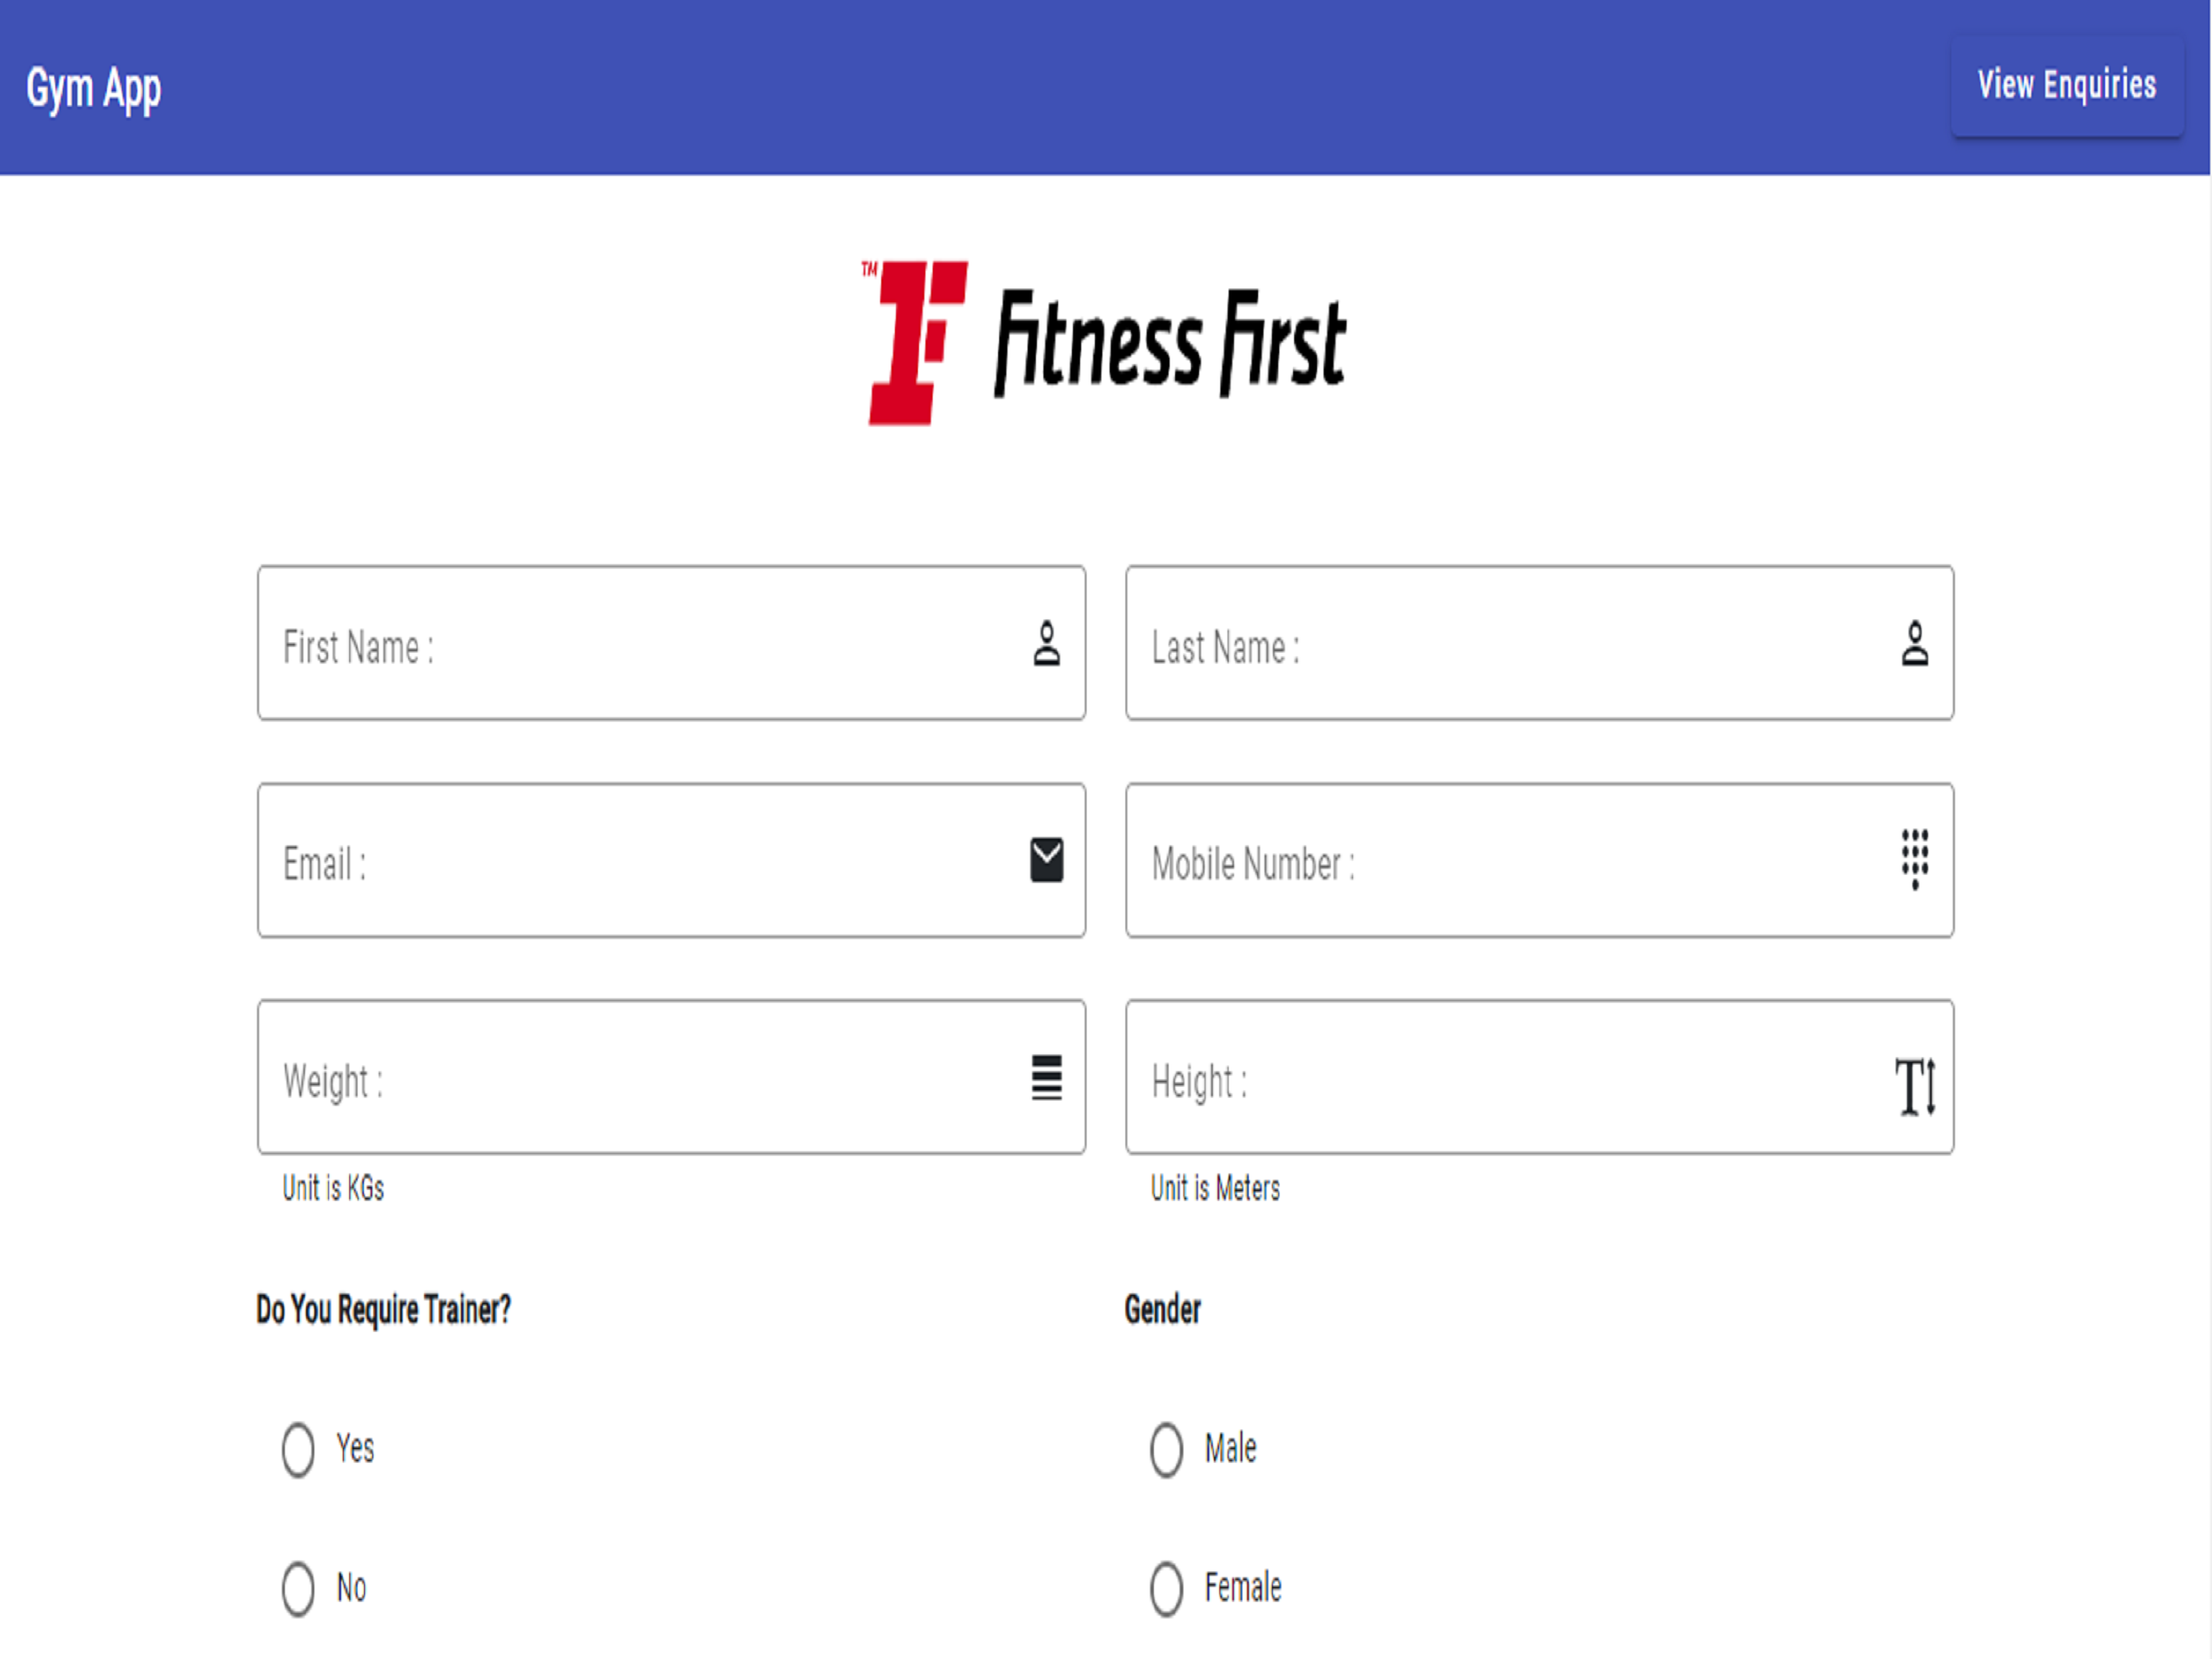 Gym App
View Enquiries
TM
fitness first
First Name :
Last Name :
Email :
Mobile Number :
Weight :
Height :
Unit is KGs
Unit is Meters
Do You Require Trainer?
Gender
Yes
Male
No
Female